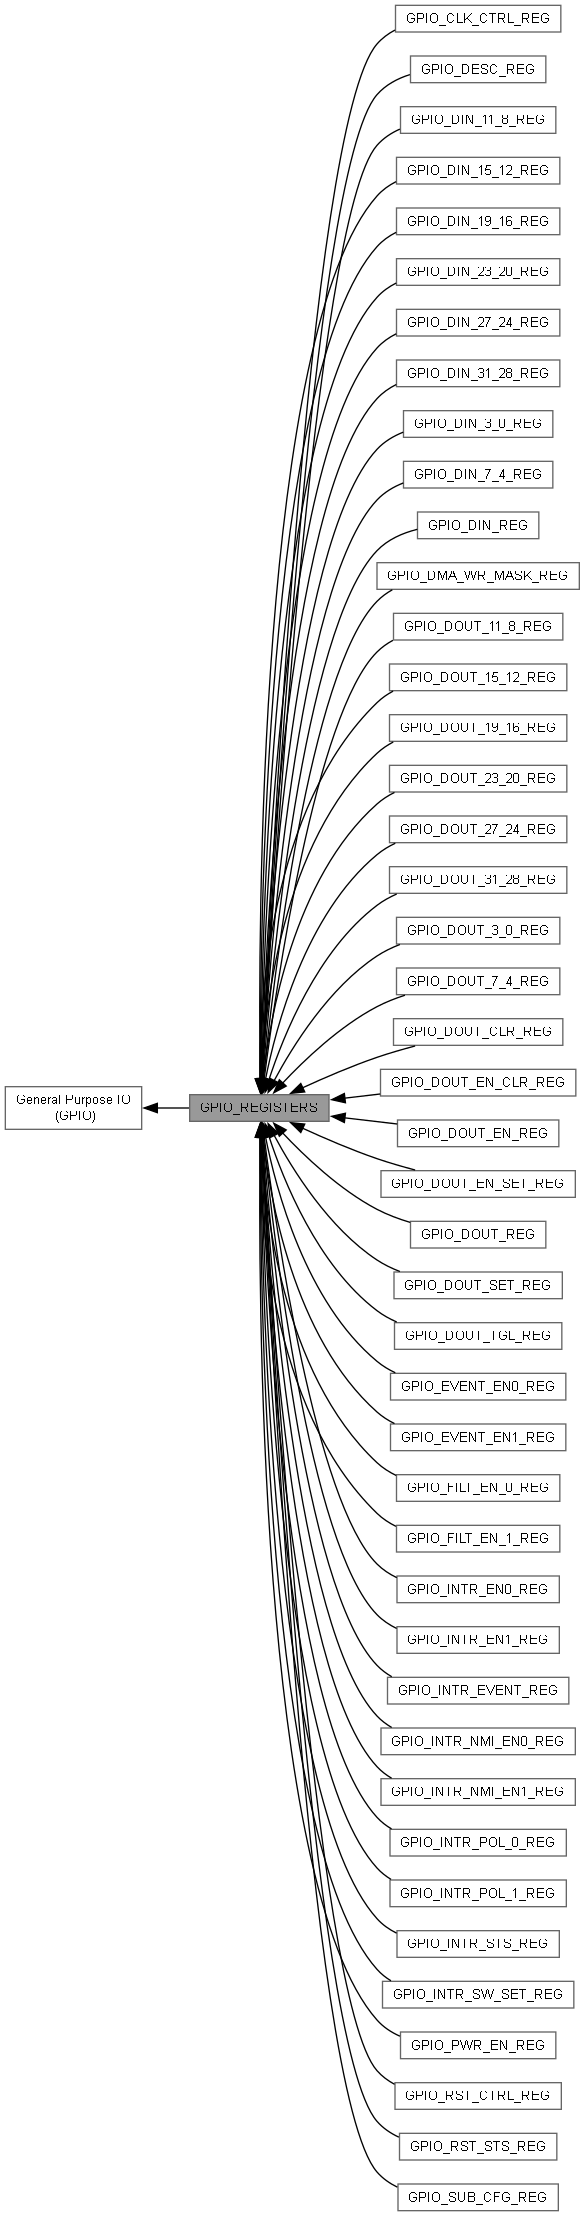 GPIO_CLK_CTRL_REG
GPIO_DESC_REG
GPIO_DIN_11_8_REG
GPIO_DIN_15_12_REG
GPIO_DIN_19_16_REG
GPIO_DIN_23_20_REG
GPIO_DIN_27_24_REG
GPIO_DIN_31_28_REG
GPIO_DIN_3_0_REG
GPIO_DIN_7_4_REG
GPIO_DIN_REG
GPIO_DMA_WR_MASK_REG
GPIO_DOUT_11_8_REG
GPIO_DOUT_15_12_REG
GPIO_DOUT_19_16_REG
GPIO_DOUT_23_20_REG
GPIO_DOUT_27_24_REG
GPIO_DOUT_31_28_REG
GPIO_DOUT_3_0_REG
GPIO_DOUT_7_4_REG
GPIO_DOUT_CLR_REG
GPIO_DOUT_EN_CLR_REG
General Purpose IO
(GPIO)
GPIO_REGISTERS
GPIO_DOUT_EN_REG
GPIO_DOUT_EN_SET_REG
GPIO_DOUT_REG
GPIO_DOUT_SET_REG
GPIO_DOUT_TGL_REG
GPIO_EVENT_EN0_REG
GPIO_EVENT_EN1_REG
GPIO_FILT_EN_0_REG
GPIO_FILT_EN_1_REG
GPIO_INTR_EN0_REG
GPIO_INTR_EN1_REG
GPIO_INTR_EVENT_REG
GPIO_INTR_NMI_EN0_REG
GPIO_INTR_NMI_EN1_REG
GPIO_INTR_POL_0_REG
GPIO_INTR_POL_1_REG
GPIO_INTR_STS_REG
GPIO_INTR_SW_SET_REG
GPIO_PWR_EN_REG
GPIO_RST_CTRL_REG
GPIO_RST_STS_REG
GPIO_SUB_CFG_REG